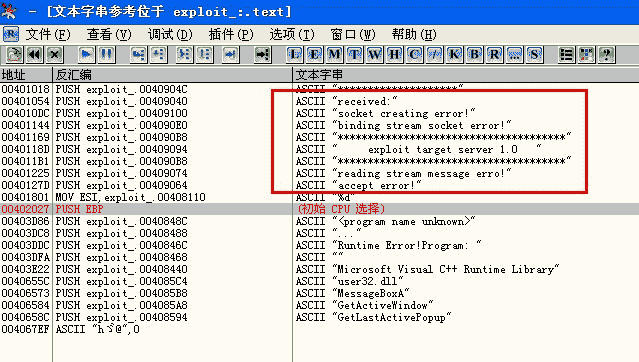 - [文本字串参考位于 exploit_:.text]
文件(F) 查看(V) 调试(D) 插件(P) 选项(T) 窗口(W) 帮助(H)
L E M T W H C / K B R ... S
地址 反汇编 文本字串
00401018 PUSH exploit_.0040904C ASCII "********************"
00401054 PUSH exploit_.00409040 ASCII "received:"
004010DC PUSH exploit_.00409100 ASCII "socket creating error!"
00401144 PUSH exploit_.004090E0 ASCII "binding stream socket error!"
00401169 PUSH exploit_.004090B8 ASCII "**************************************"
0040118D PUSH exploit_.00409094 ASCII "     exploit target server 1.0   "
004011B1 PUSH exploit_.004090B8 ASCII "**************************************"
00401225 PUSH exploit_.00409074 ASCII "reading stream message erro!"
0040127D PUSH exploit_.00409064 ASCII "accept error!"
00401801 MOV ESI,exploit_.00408110 ASCII "%d"
00402027 PUSH EBP (初始 CPU 选择)
00403D86 PUSH exploit_.0040848C ASCII "<program name unknown>"
00403DC8 PUSH exploit_.00408488 ASCII "..."
00403DDC PUSH exploit_.0040846C ASCII "Runtime Error!Program: "
00403DFA PUSH exploit_.00408468 ASCII ""
00403E22 PUSH exploit_.00408440 ASCII "Microsoft Visual C++ Runtime Library"
0040655C PUSH exploit_.004085C4 ASCII "user32.dll"
00406573 PUSH exploit_.004085B8 ASCII "MessageBoxA"
00406584 PUSH exploit_.004085A8 ASCII "GetActiveWindow"
0040658C PUSH exploit_.00408594 ASCII "GetLastActivePopup"
004067EF ASCII "h